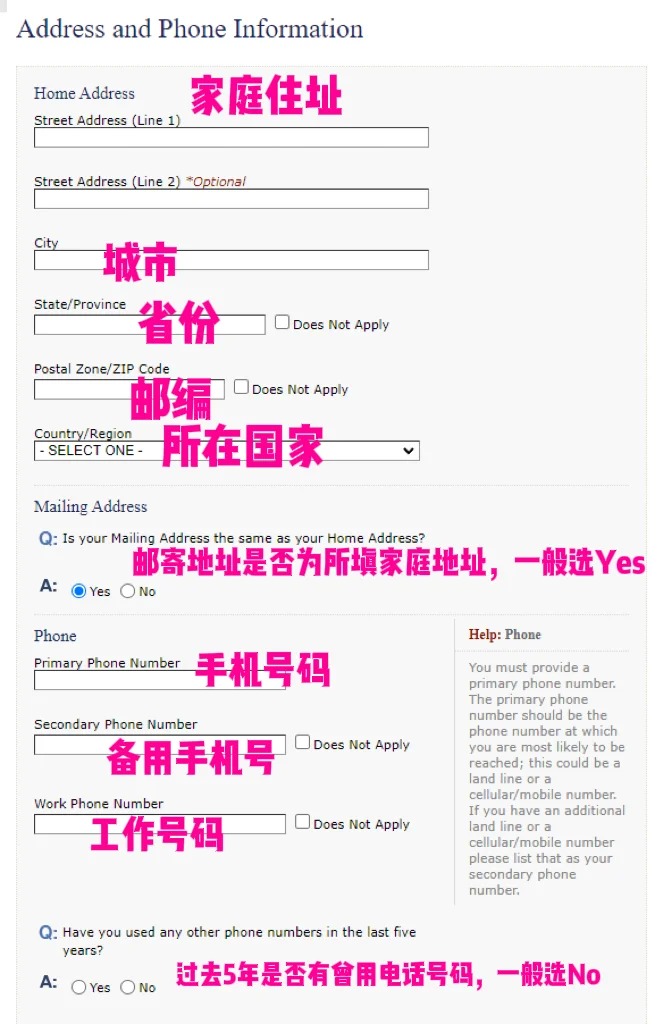 Address and Phone Information
Home Address
家庭住址
Street Address (Line 1)
Street Address (Line 2) *Optional
City
城市
State/Province
省份
Does Not Apply
Postal Zone/ZIP Code
邮编
Does Not Apply
Country/Region
- SELECT ONE -
所在国家
Mailing Address
Q: Is your Mailing Address the same as your Home Address?
邮寄地址是否为所填家庭地址，一般选Yes
A: Yes No
Phone
Primary Phone Number
手机号码
Secondary Phone Number
备用手机号
Does Not Apply
Work Phone Number
工作号码
Does Not Apply
Help: Phone
You must provide a
primary phone number.
The primary phone
number should be the
phone number at which
you are most likely to be
reached; this could be a
land line or a
cellular/mobile number.
If you have an additional
land line or a
cellular/mobile number
please list that as your
secondary phone
number.
Q: Have you used any other phone numbers in the last five
years?
A: Yes No
过去5年是否有曾用电话号码，一般选No